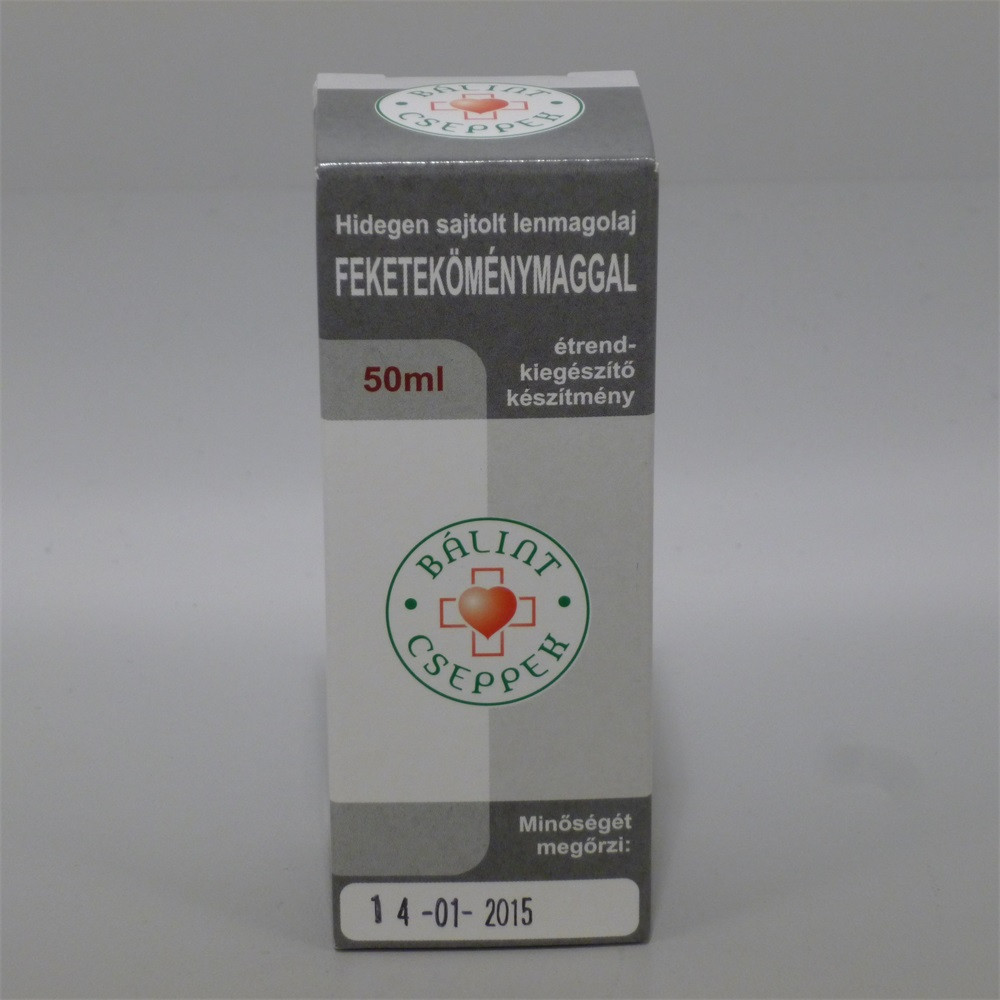 BÁLINT
CSEPPEK
Hidegen sajtolt lenmagolaj
FEKETEKÖMÉNYMAGGAL
50ml
étrend-
kiegészítő
készítmény
BÁLINT
CSEPPEK
Minőségét
megőrzi:
14-01-2015